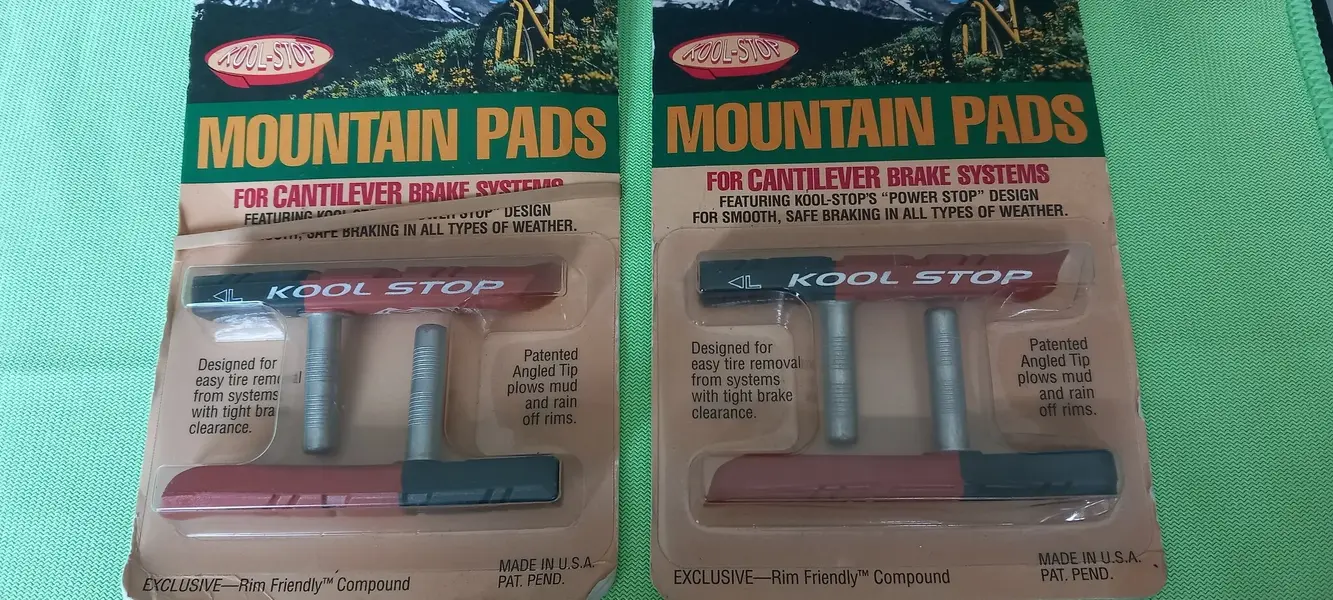 KOOL-STOP
MOUNTAIN PADS
FOR CANTILEVER BRAKE SYSTEMS
FEATURING KOOL STOP" DESIGN
SAFE BRAKING IN ALL TYPES OF WEATHER.
L KOOL STOP
Designed for
easy tire
from systems
with tight
clearance.
Patented
Angled Tip
plows mud
and rain
off rims.
EXCLUSIVE—Rim Friendly™ Compound
MADE IN U.S.A.
PAT. PEND.
KOOL-STOP
MOUNTAIN PADS
FOR CANTILEVER BRAKE SYSTEMS
FEATURING KOOL-STOP'S "POWER STOP" DESIGN
FOR SMOOTH, SAFE BRAKING IN ALL TYPES OF WEATHER.
L KOOL STOP
Designed for
easy tire removal
from systems
with tight brake
clearance.
Patented
Angled Tip
plows mud
and rain
off rims.
EXCLUSIVE—Rim Friendly™ Compound
MADE IN U.S.A.
PAT. PEND.